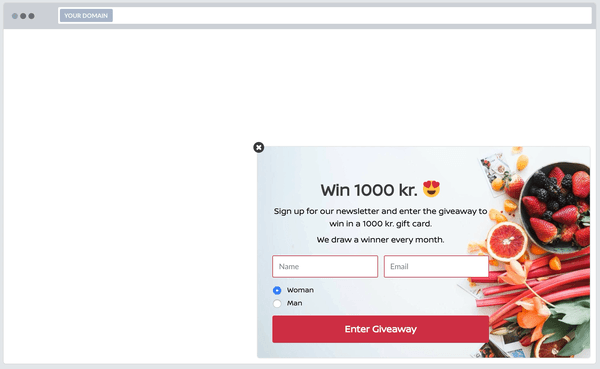 YOUR DOMAIN
Win 1000 kr. 😍
Sign up for our newsletter and enter the giveaway to
win in a 1000 kr. gift card.
We draw a winner every month.
Name Email
Woman
Man
Enter Giveaway